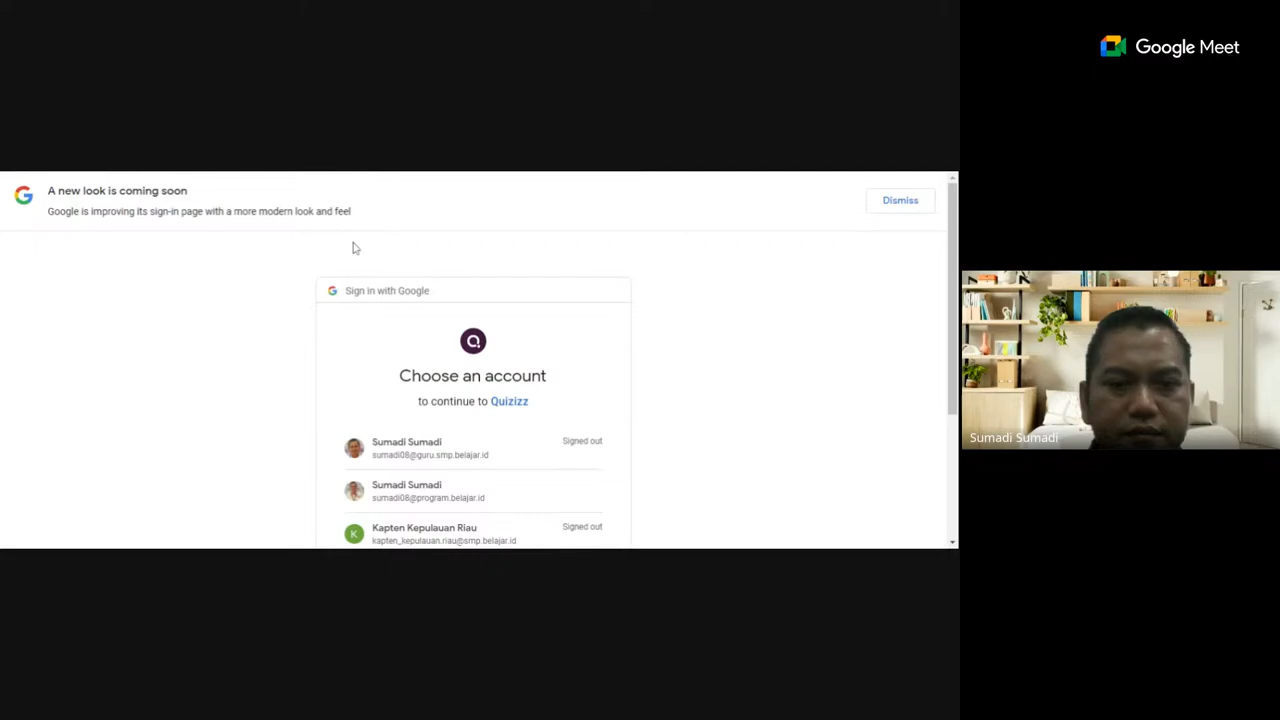 Google Meet
A new look is coming soon
Google is improving its sign-in page with a more modern look and feel
Dismiss
Sign in with Google
Choose an account
to continue to Quizizz
Sumadi Sumadi
Signed out
sumadi08@guru.smp.belajar.id
Sumadi Sumadi
sumadi08@program.belajar.id
Kapten Kepulauan Riau
Signed out
kapten_kepulauan.riau@smp.belajar.id
Sumadi Sumadi